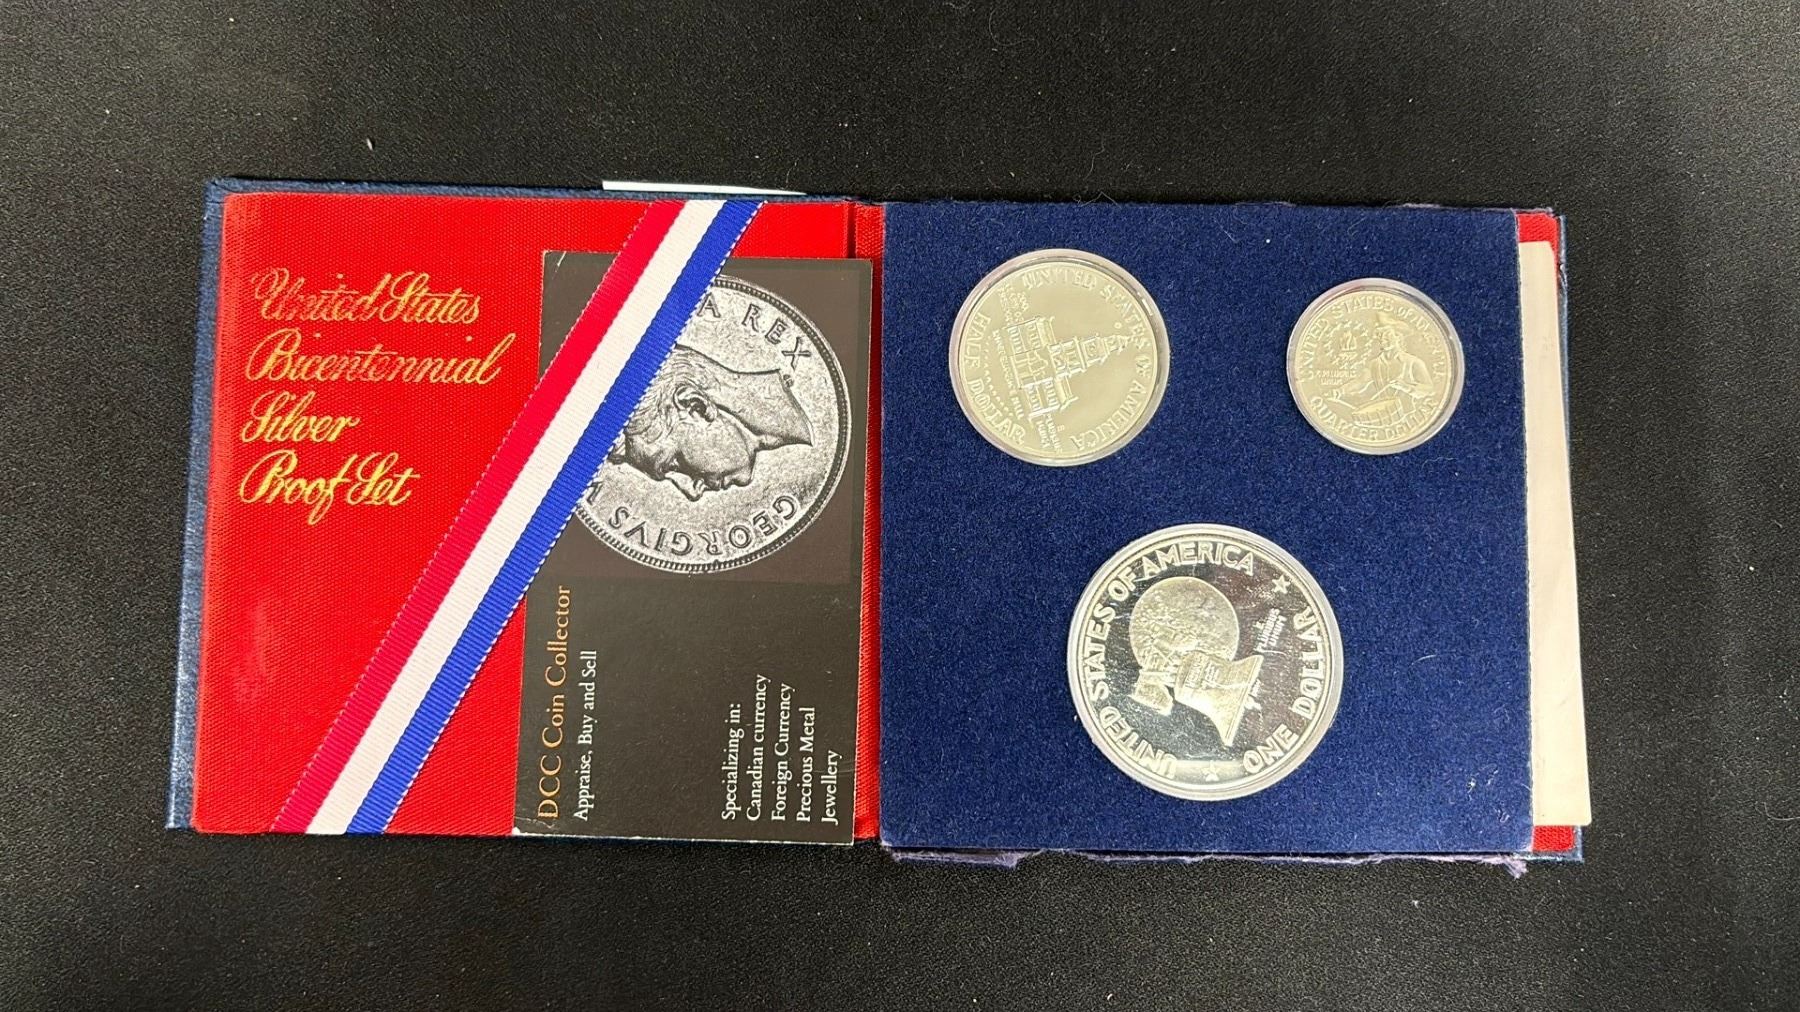 United States
Bicentennial
Silver
Proof Set
A REX
GEORGIVS
DCC Coin Collector
Appraise, Buy and Sell
Specializing in:
Canadian currency
Foreign Currency
Precious Metal
Jewellery
UNITED STATES OF AMERICA
HALF DOLLAR
UNITED STATES OF AMERICA
E PLURIBUS
UNUM
QUARTER DOLLAR
UNITED STATES OF AMERICA
ONE DOLLAR